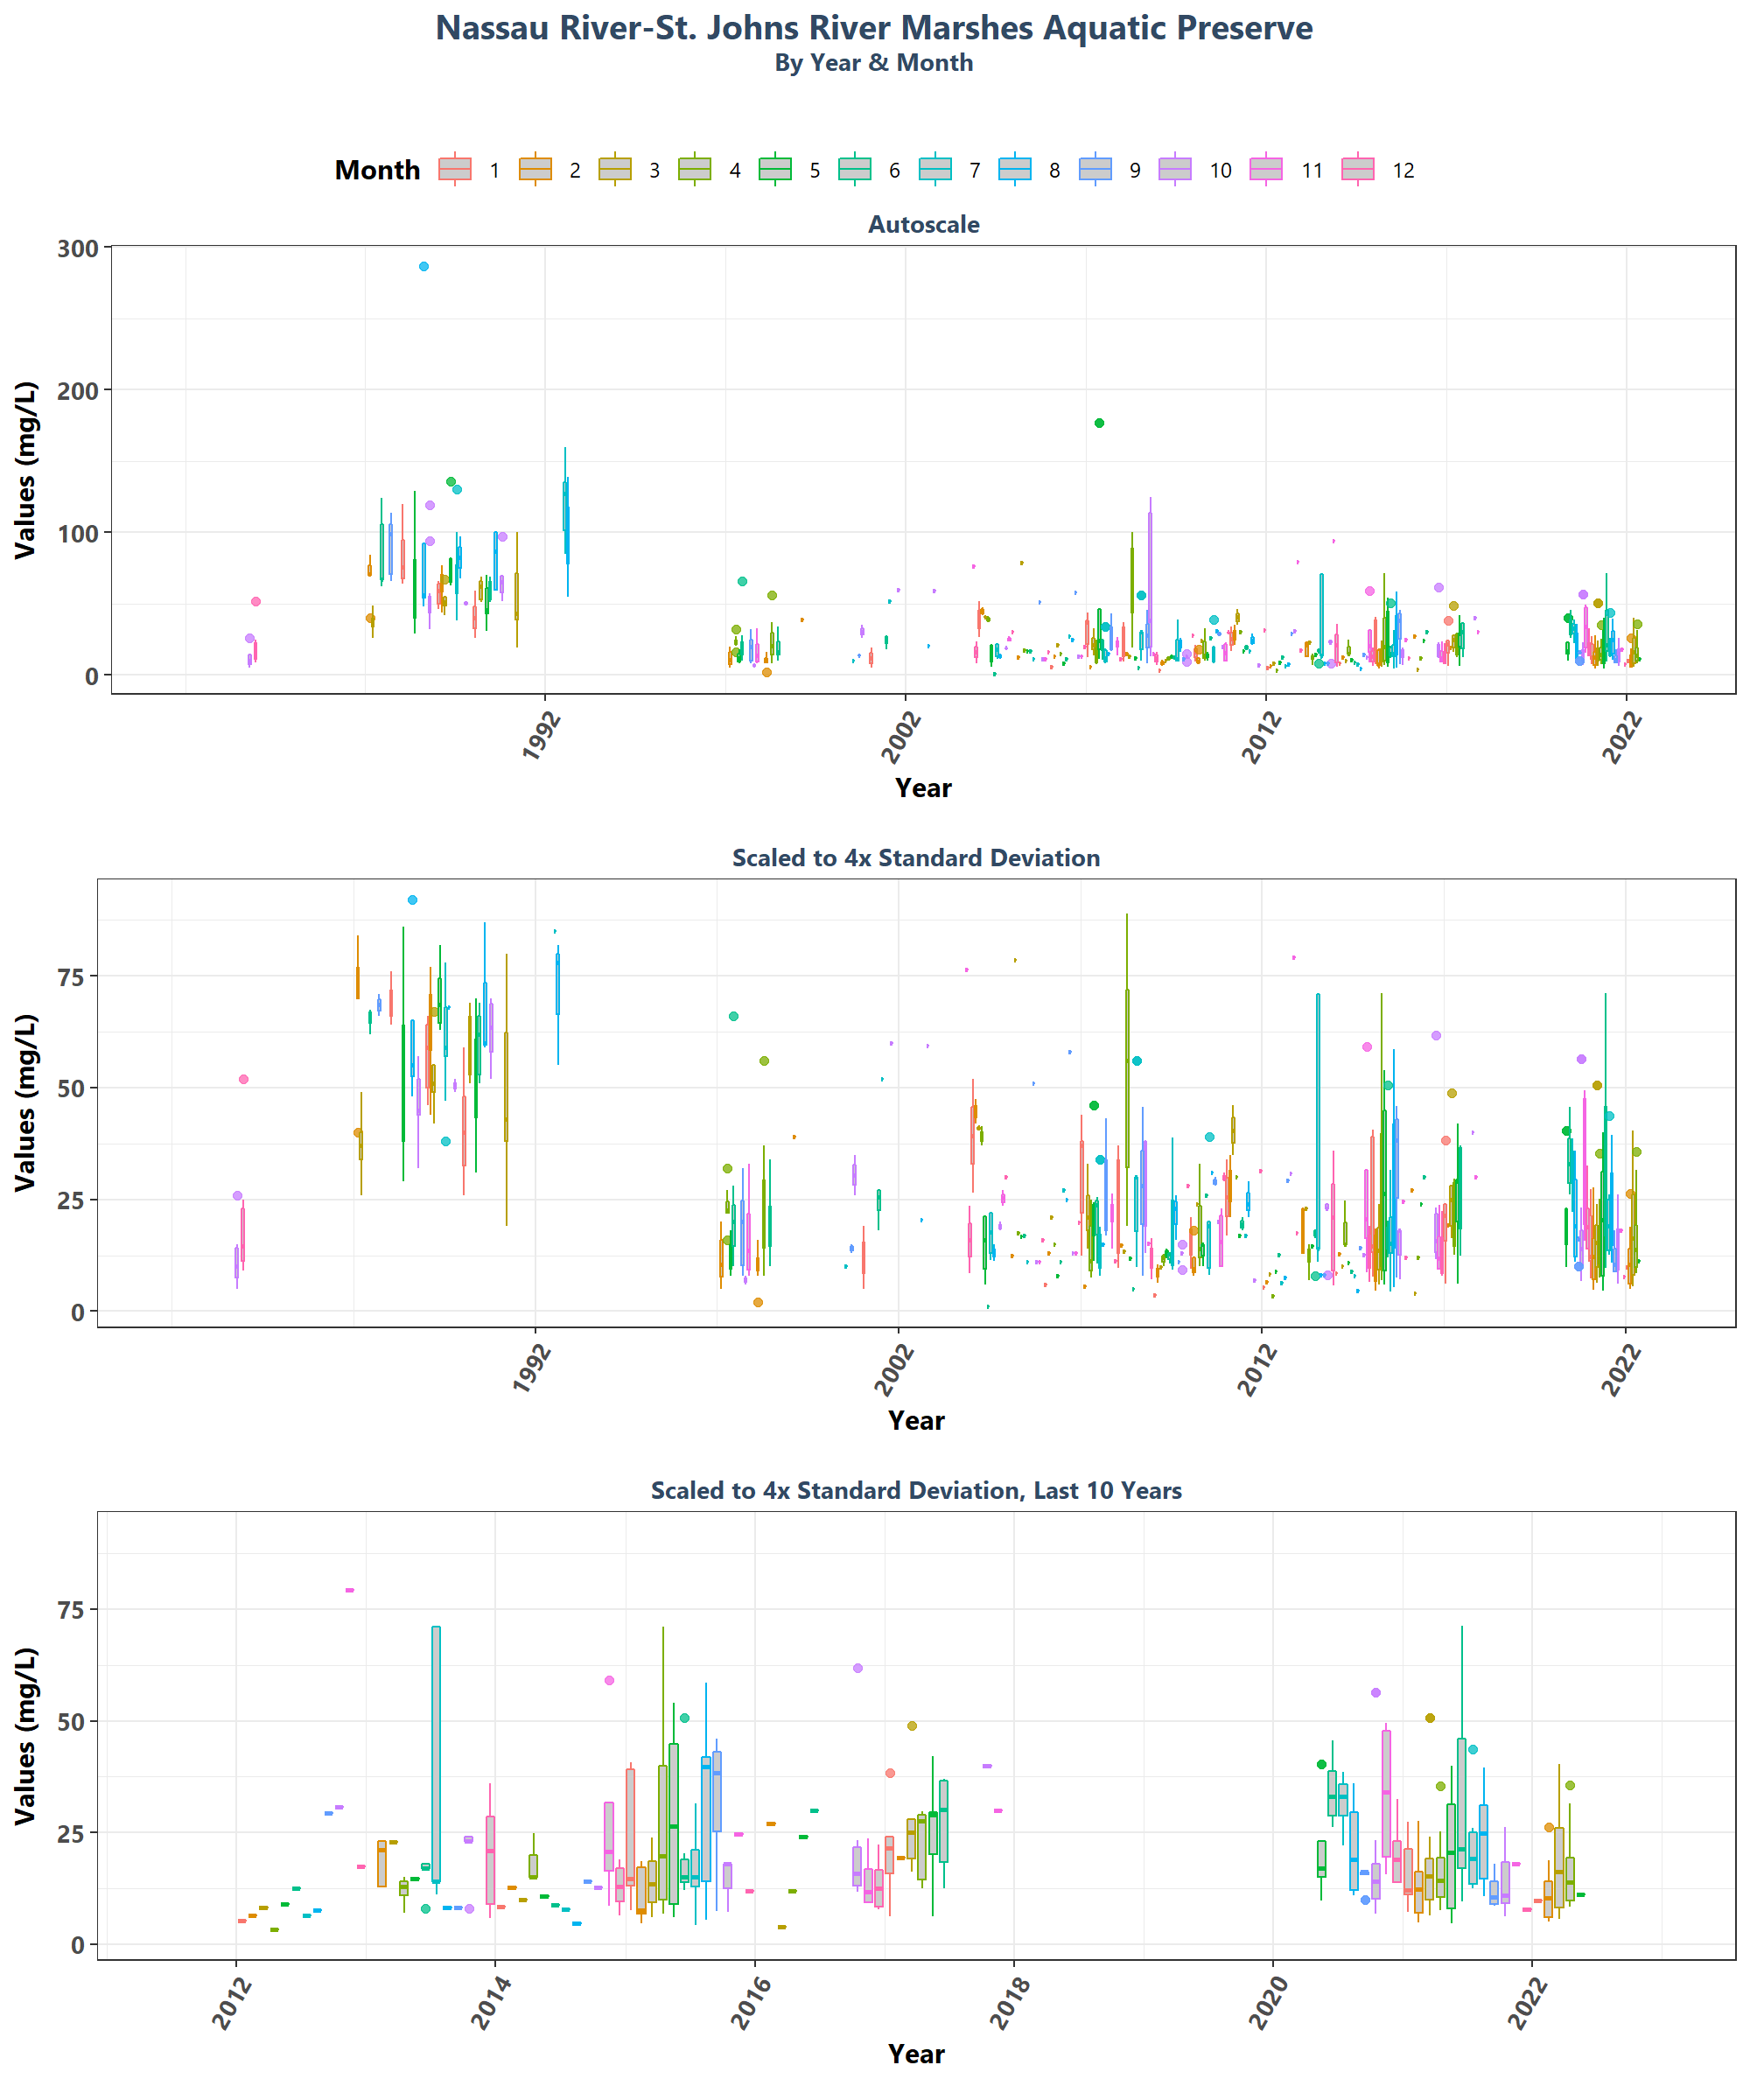 Nassau River-St. Johns River Marshes Aquatic Preserve
By Year & Month
Month 1 2 3 4 5 6 7 8 9 10 11 12
Autoscale
Values (mg/L)
300
200
100
0
1992 2002 2012 2022
Year
Scaled to 4x Standard Deviation
Values (mg/L)
75
50
25
0
1992 2002 2012 2022
Year
Scaled to 4x Standard Deviation, Last 10 Years
Values (mg/L)
75
50
25
0
2012 2014 2016 2018 2020 2022
Year